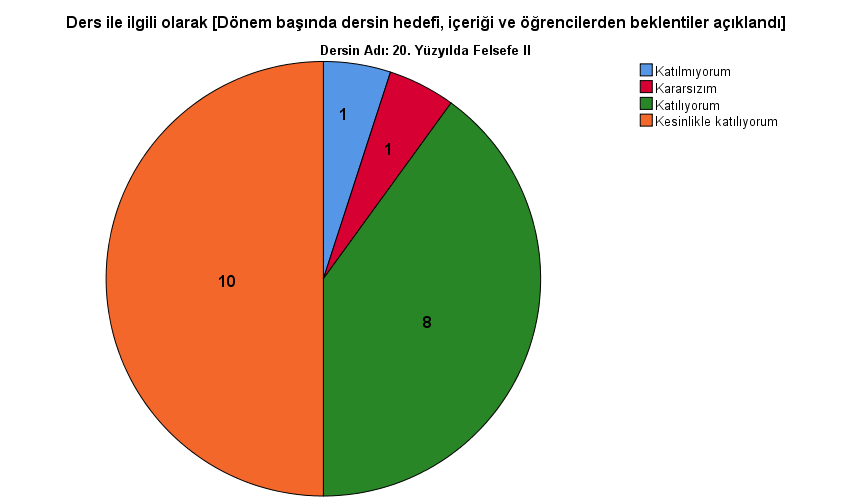 Ders ile ilgili olarak [Dönem başında dersin hedefi, içeriği ve öğrencilerden beklentiler açıklandı]
Dersin Adı: 20. Yüzyılda Felsefe II
Katılmıyorum
Kararsızım
Katılıyorum
Kesinlikle katılıyorum
1
1
10
8